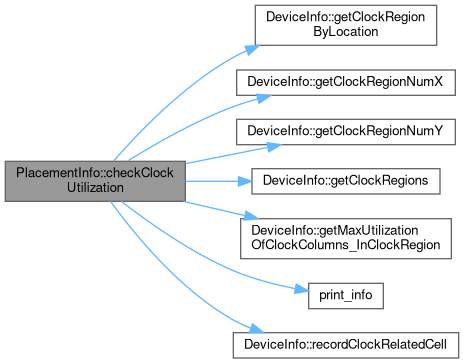 PlacementInfo::checkClock
Utilization
DeviceInfo::getClockRegion
ByLocation
DeviceInfo::getClockRegionNumX
DeviceInfo::getClockRegionNumY
DeviceInfo::getClockRegions
DeviceInfo::getMaxUtilization
OfClockColumns_InClockRegion
print_info
DeviceInfo::recordClockRelatedCell